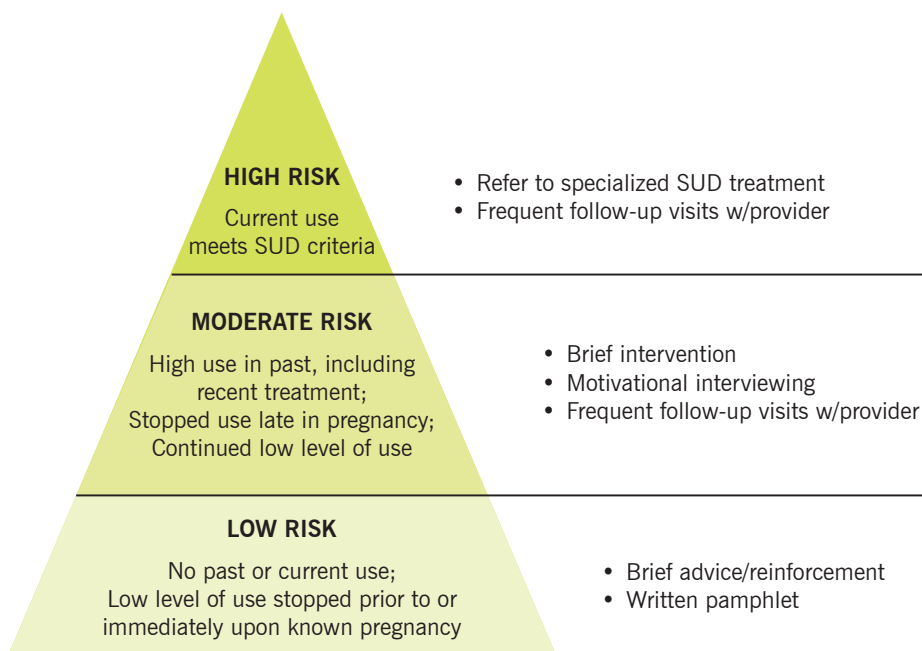 HIGH RISK
Current use
meets SUD criteria
• Refer to specialized SUD treatment
• Frequent follow-up visits w/provider
MODERATE RISK
High use in past, including
recent treatment;
Stopped use late in pregnancy;
Continued low level of use
• Brief intervention
• Motivational interviewing
• Frequent follow-up visits w/provider
LOW RISK
No past or current use;
Low level of use stopped prior to or
immediately upon known pregnancy
• Brief advice/reinforcement
• Written pamphlet